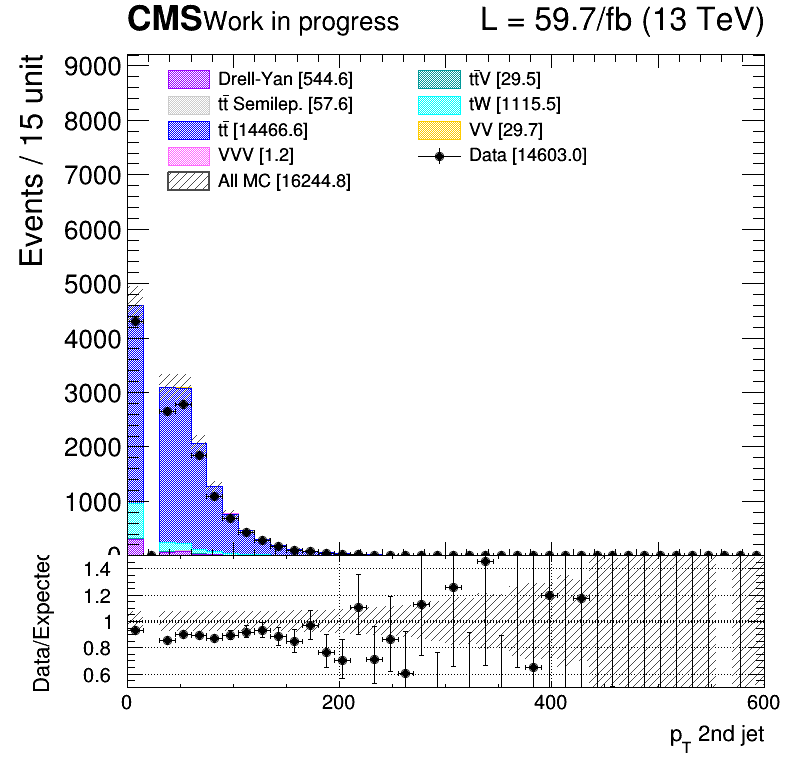 CMS Work in progress L = 59.7/fb (13 TeV)
Events / 15 unit
9000
8000
7000
6000
5000
4000
3000
2000
1000
0
Drell-Yan [544.6]
tt̄ Semilep. [57.6]
tt̄ [14466.6]
VVV [1.2]
All MC [16244.8]
tt̄V [29.5]
tW [1115.5]
VV [29.7]
Data [14603.0]
Data/Expected
1.4
1.2
1
0.8
0.6
0 200 400 600
p_T 2nd jet